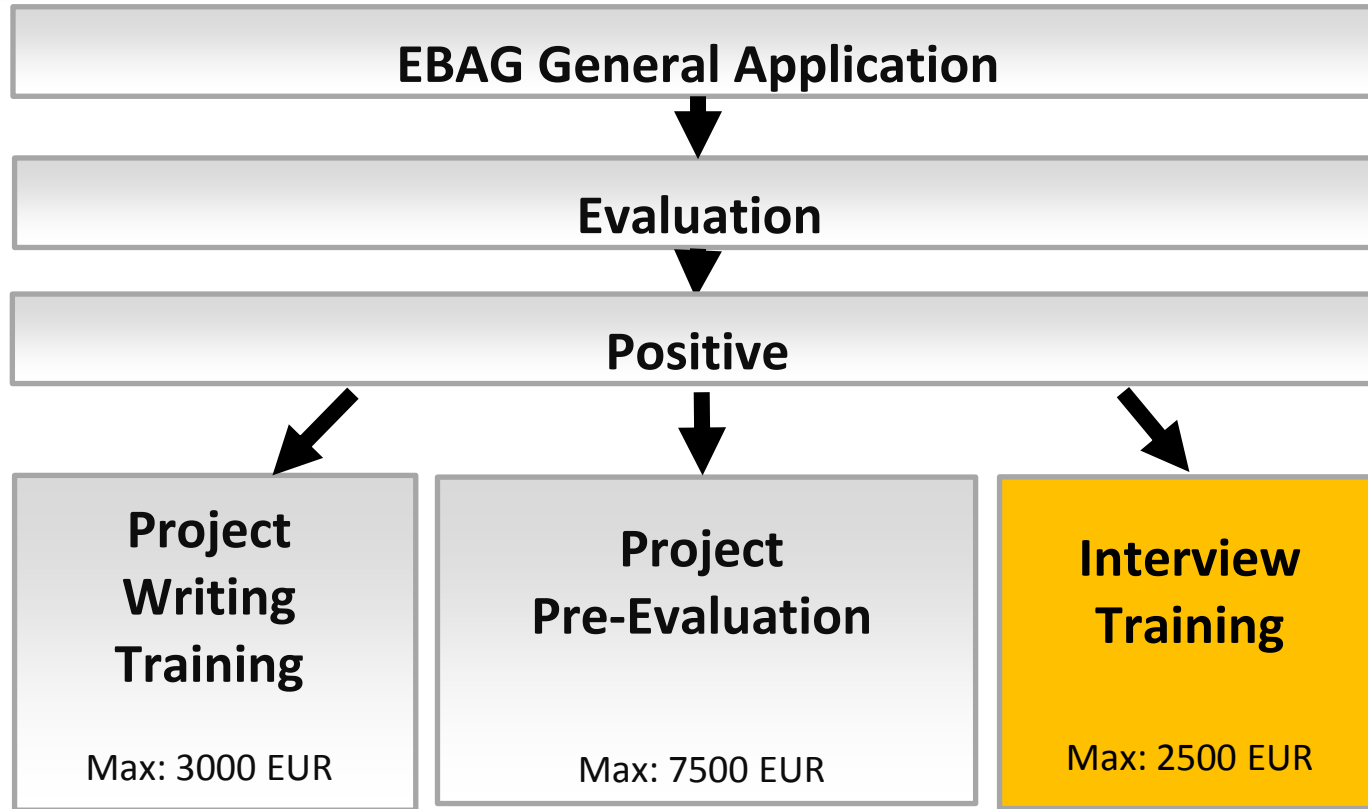 EBAG General Application
Evaluation
Positive
Project
Writing
Training
Max: 3000 EUR
Project
Pre-Evaluation
Max: 7500 EUR
Interview
Training
Max: 2500 EUR